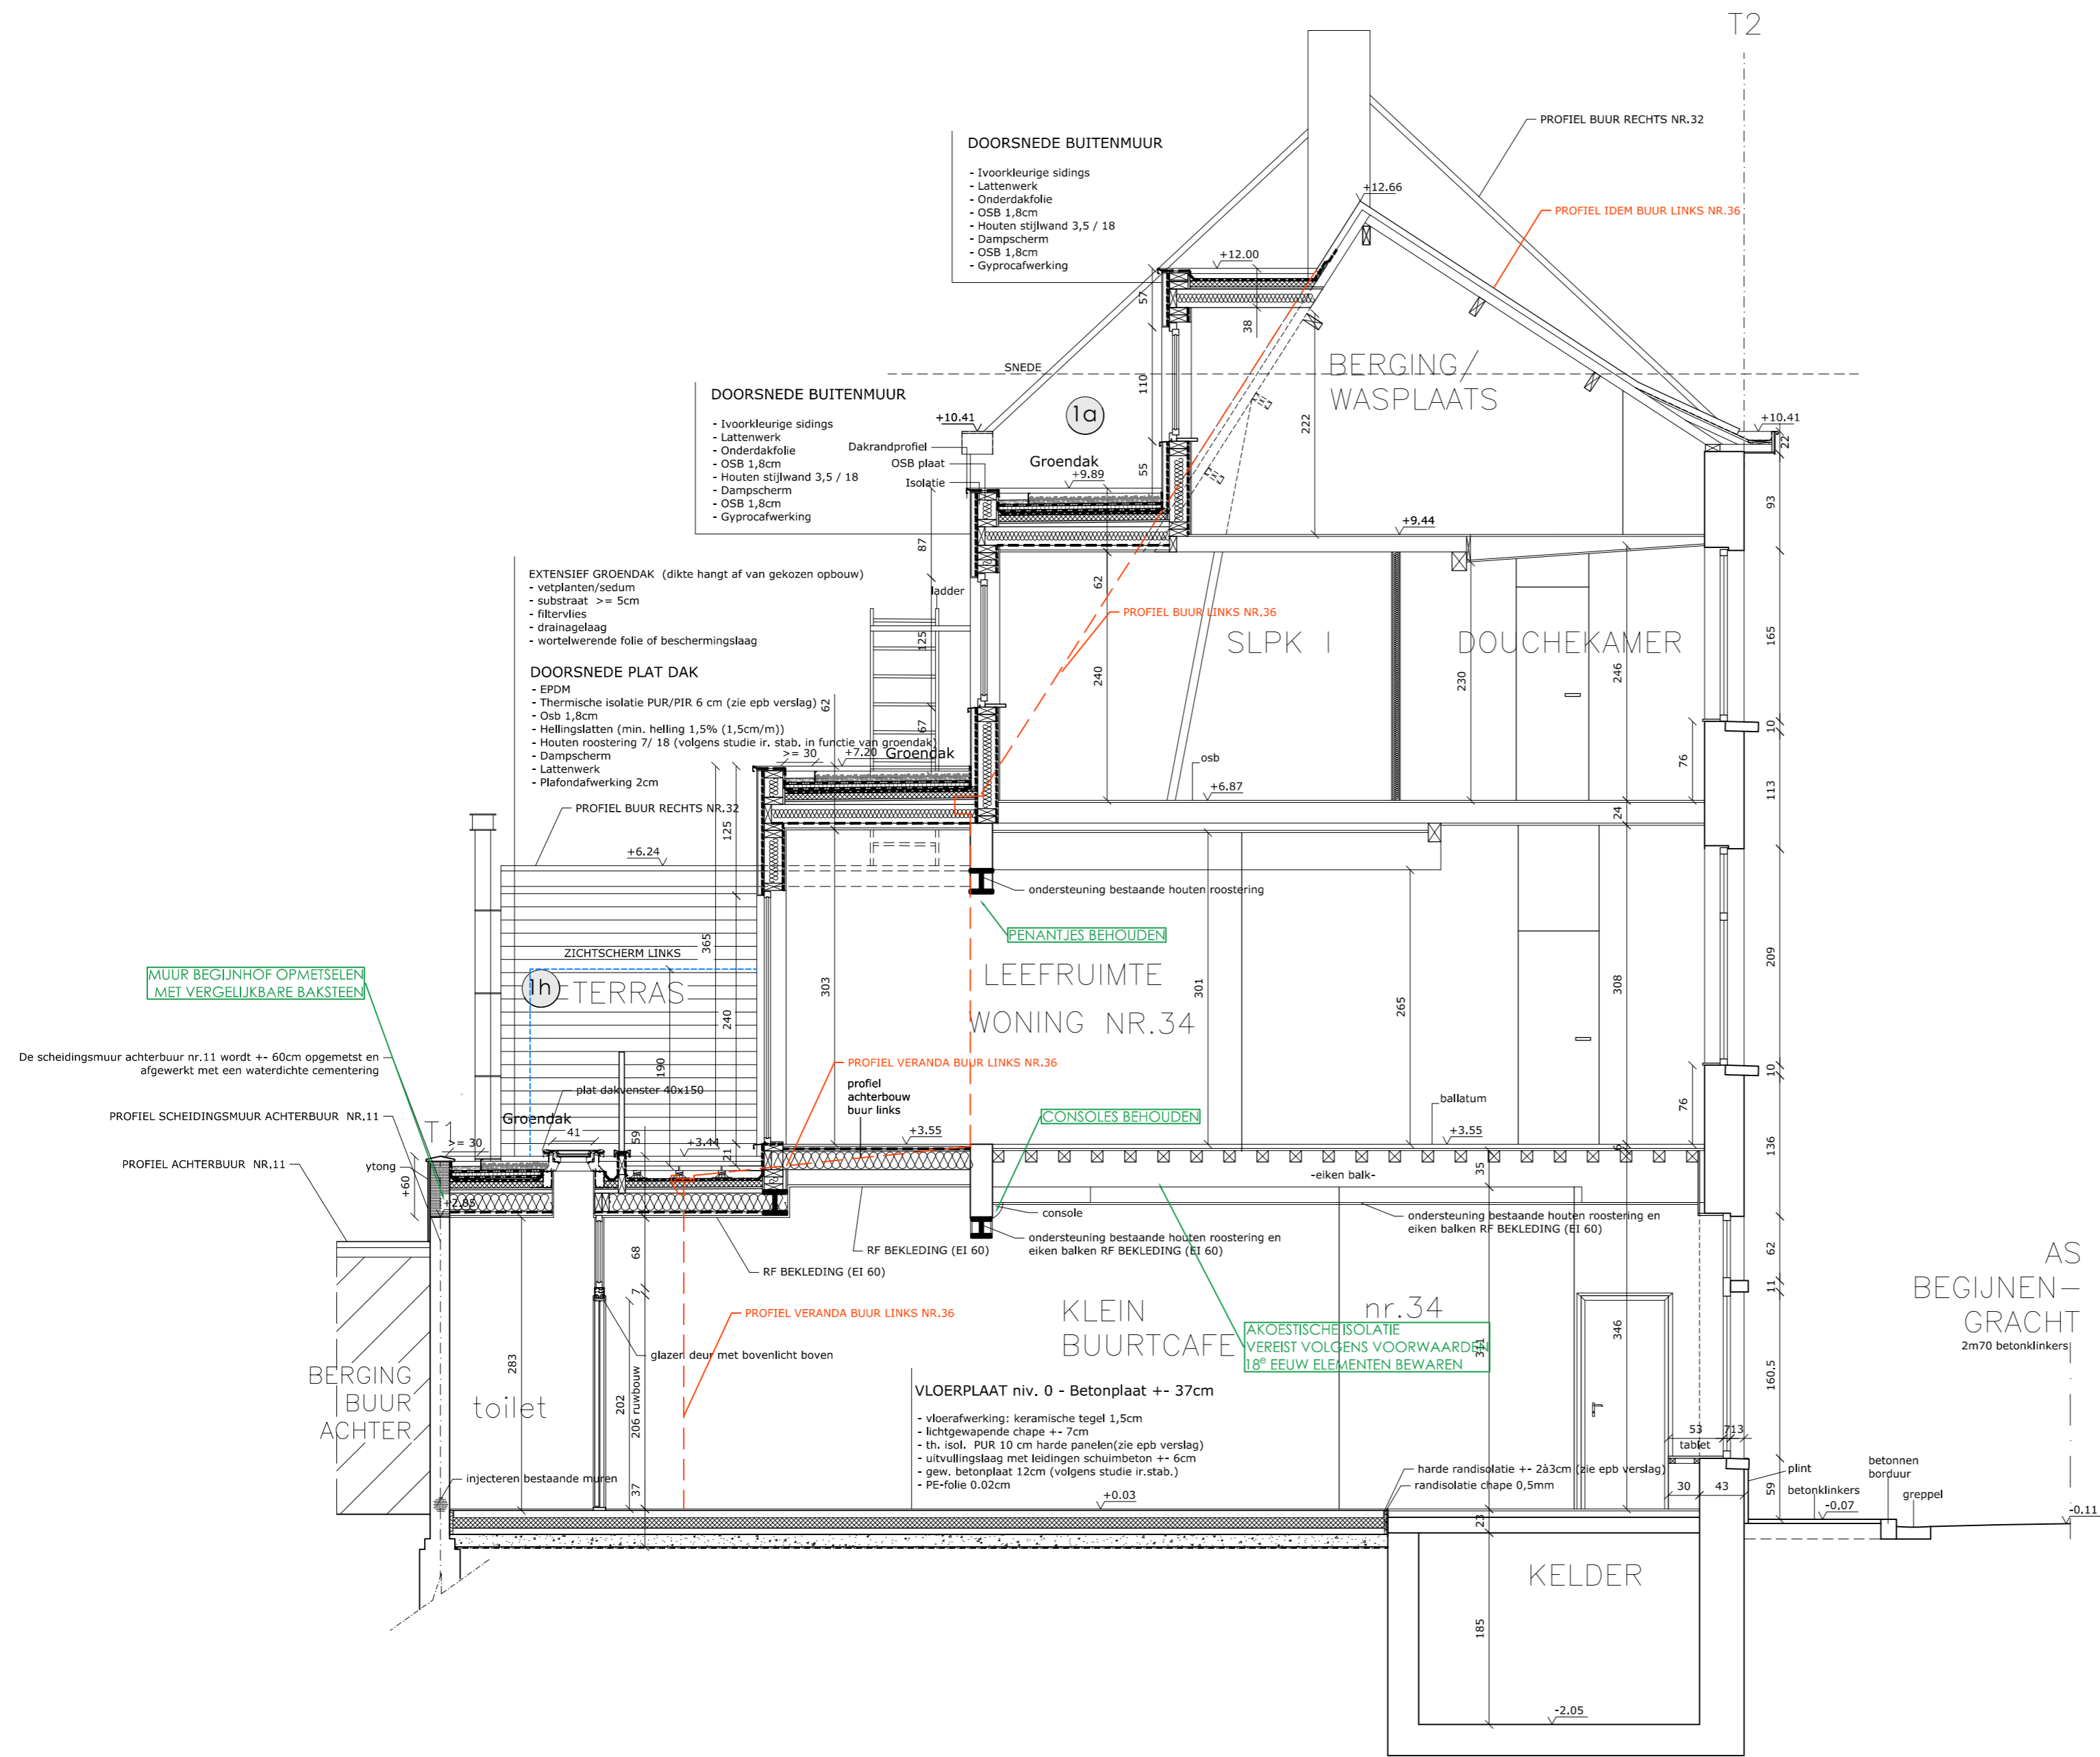 T2
PROFIEL BUUR RECHTS NR.32
DOORSNEDE BUITENMUUR
- Ivoorkleurige sidings
- Lattenwerk
- Onderdakfolie
- OSB 1,8cm
- Houten stijlwand 3,5 / 18
- Dampscherm
- OSB 1,8cm
- Gyprocafwerking
+12.66
PROFIEL IDEM BUUR LINKS NR.36
+12.00
57
38
SNEDE
110
BERGING/
WASPLAATS
DOORSNEDE BUITENMUUR
- Ivoorkleurige sidings
- Lattenwerk
- Onderdakfolie
- OSB 1,8cm
- Houten stijlwand 3,5 / 18
- Dampscherm
- OSB 1,8cm
- Gyprocafwerking
+10.41
Dakrandprofiel
OSB plaat
Isolatie
1a
Groendak
+9.89
55
222
+10.41
22
93
+9.44
87
EXTENSIEF GROENDAK (dikte hangt af van gekozen opbouw)
- vetplanten/sedum
- substraat >= 5cm
- filtervlies
- drainagelaag
- wortelwerende folie of beschermingslaag
ladder
125
62
PROFIEL BUUR LINKS NR.36
SLPK I
DOUCHEKAMER
165
240
230
246
DOORSNEDE PLAT DAK
- EPDM
- Thermische isolatie PUR/PIR 6 cm (zie epb verslag)
- Osb 1,8cm
- Hellingslatten (min. helling 1,5% (1,5cm/m))
- Houten roostering 7/ 18 (volgens studie ir. stab. in functie van groendak)
- Dampscherm
- Lattenwerk
- Plafondafwerking 2cm
62
67
>= 30
+7.20
Groendak
osb
+6.87
76
10
113
24
PROFIEL BUUR RECHTS NR.32
125
+6.24
ondersteuning bestaande houten roostering
PENANTJES BEHOUDEN
ZICHTSCHERM LINKS
365
MUUR BEGIJNHOF OPMETSELEN
MET VERGELIJKBARE BAKSTEEN
1h
TERRAS
LEEFRUIMTE
WONING NR.34
303
301
265
308
209
240
190
De scheidingsmuur achterbuur nr.11 wordt +- 60cm opgemetst en
afgewerkt met een waterdichte cementering
PROFIEL VERANDA BUUR LINKS NR.36
profiel
achterbouw
buur links
plat dakvenster 40x150
PROFIEL SCHEIDINGSMUUR ACHTERBUUR NR.11
Groendak
CONSOLES BEHOUDEN
ballatum
76
10
136
T1
>= 30
41
59
+3.44
21
+3.55
+3.55
6
PROFIEL ACHTERBUUR NR.11
ytong
+60
+2.85
-eiken balk-
35
console
ondersteuning bestaande houten roostering en
eiken balken RF BEKLEDING (EI 60)
ondersteuning bestaande houten roostering en
eiken balken RF BEKLEDING (EI 60)
RF BEKLEDING (EI 60)
RF BEKLEDING (EI 60)
68
7
62
11
AS
BEGIJNEN-
GRACHT
2m70 betonklinkers
PROFIEL VERANDA BUUR LINKS NR.36
KLEIN
BUURTCAFE
nr.34
AKOESTISCHE ISOLATIE
VEREIST VOLGENS VOORWAARDEN
18e EEUW ELEMENTEN BEWAREN
311
346
160.5
glazen deur met bovenlicht boven
BERGING
BUUR
ACHTER
toilet
283
202
206 ruwbouw
VLOERPLAAT niv. 0 - Betonplaat +- 37cm
- vloerafwerking: keramische tegel 1,5cm
- lichtgewapende chape +- 7cm
- th. isol. PUR 10 cm harde panelen(zie epb verslag)
- uitvullingslaag met leidingen schuimbeton +- 6cm
- gew. betonplaat 12cm (volgens studie ir.stab.)
- PE-folie 0.02cm
53
713
tablet
injecteren bestaande muren
37
harde randisolatie +- 2à3cm (zie epb verslag)
randisolatie chape 0,5mm
30
43
59
plint
betonklinkers
-0.07
betonnen
borduur
greppel
-0.11
+0.03
23
KELDER
185
-2.05